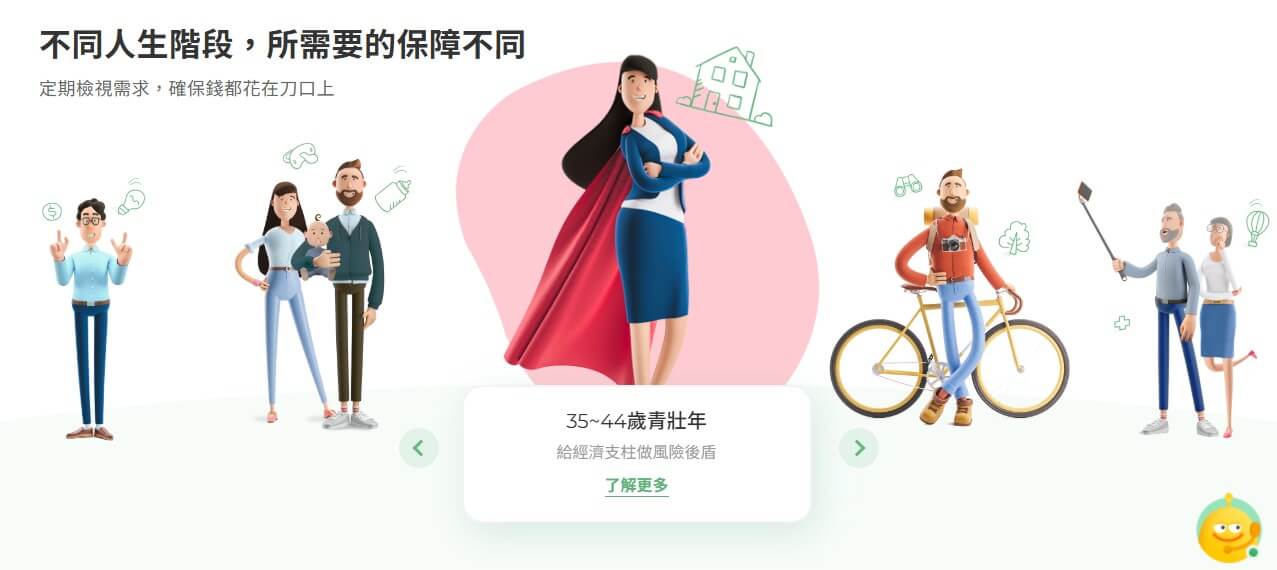 不同人生階段，所需要的保障不同
定期檢視需求，確保錢都花在刀口上
35~44歲青壯年
給經濟支柱做風險後盾
了解更多